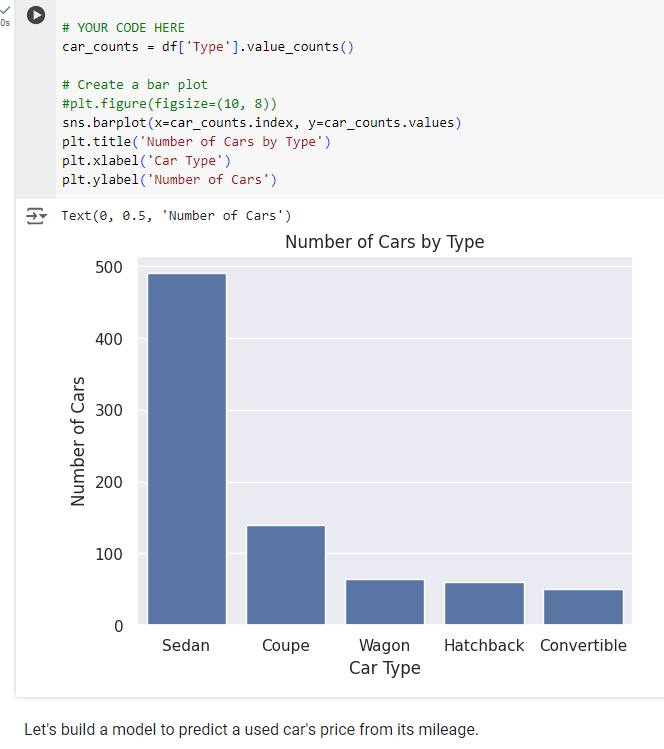 0s
# YOUR CODE HERE
car_counts = df['Type'].value_counts()
# Create a bar plot
#plt.figure(figsize=(10, 8))
sns.barplot(x=car_counts.index, y=car_counts.values)
plt.title('Number of Cars by Type')
plt.xlabel('Car Type')
plt.ylabel('Number of Cars')
Text(0, 0.5, 'Number of Cars')
Number of Cars by Type
500
400
300
200
100
0
Number of Cars
Sedan Coupe Wagon Hatchback Convertible
Car Type
Let's build a model to predict a used car's price from its mileage.